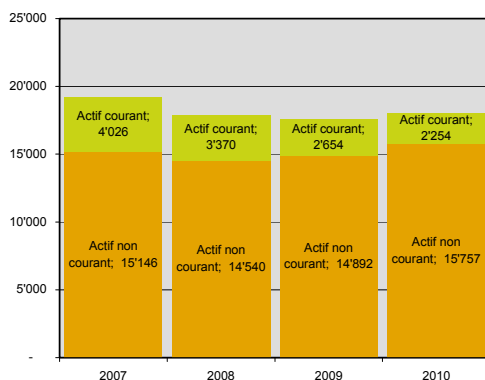 25'000
20'000
15'000
10'000
5'000
-
Actif courant;
4'026
Actif courant;
3'370
Actif courant;
2'654
Actif courant;
2'254
Actif non
courant; 15'146
Actif non
courant; 14'540
Actif non
courant; 14'892
Actif non
courant; 15'757
2007
2008
2009
2010